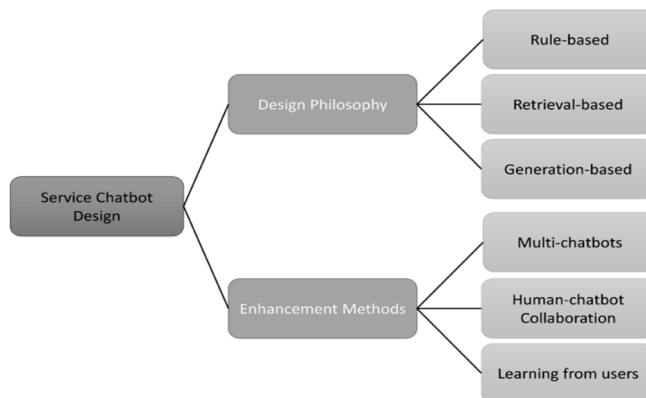 Service Chatbot
Design
Design Philosophy
Rule-based
Retrieval-based
Generation-based
Enhancement Methods
Multi-chatbots
Human-chatbot
Collaboration
Learning from users